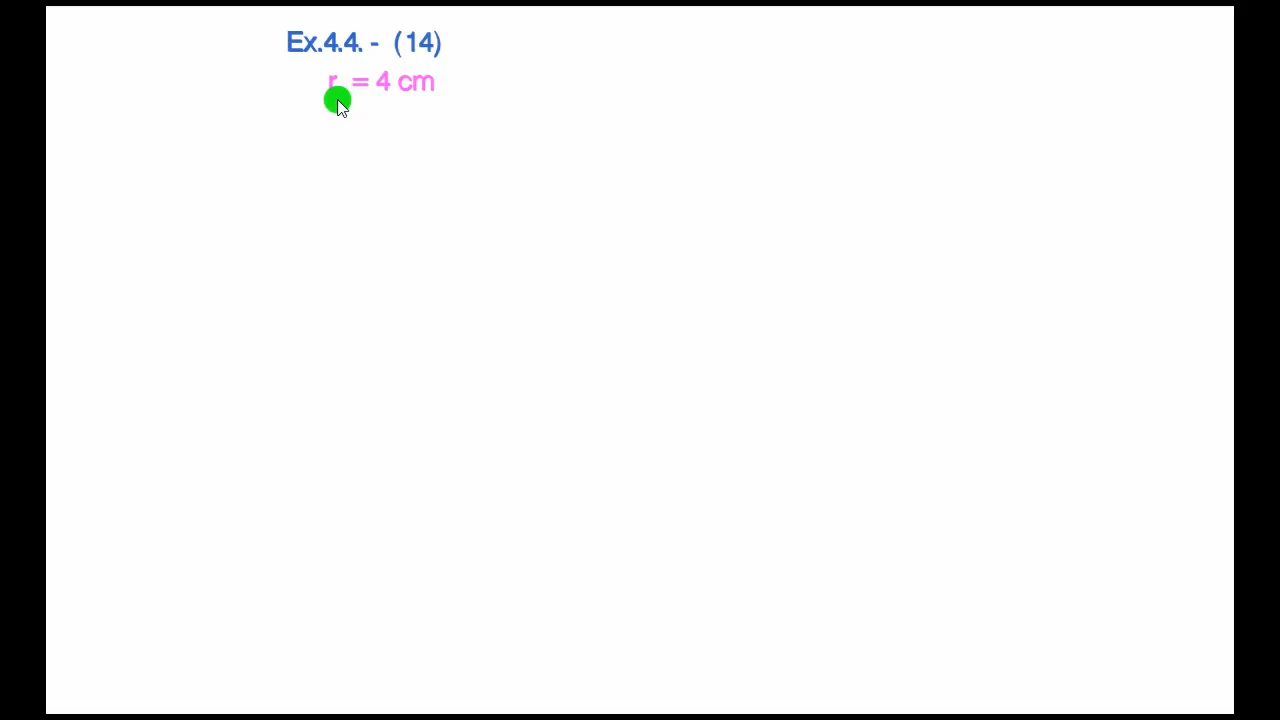 Ex.4.4. - (14)
r = 4 cm